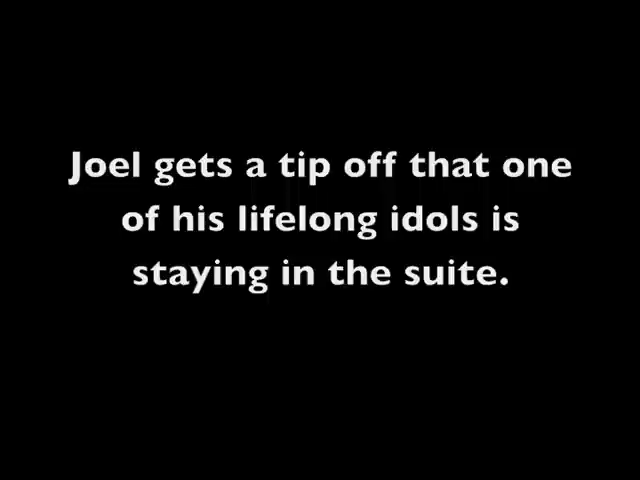 Joel gets a tip off that one
of his lifelong idols is
staying in the suite.